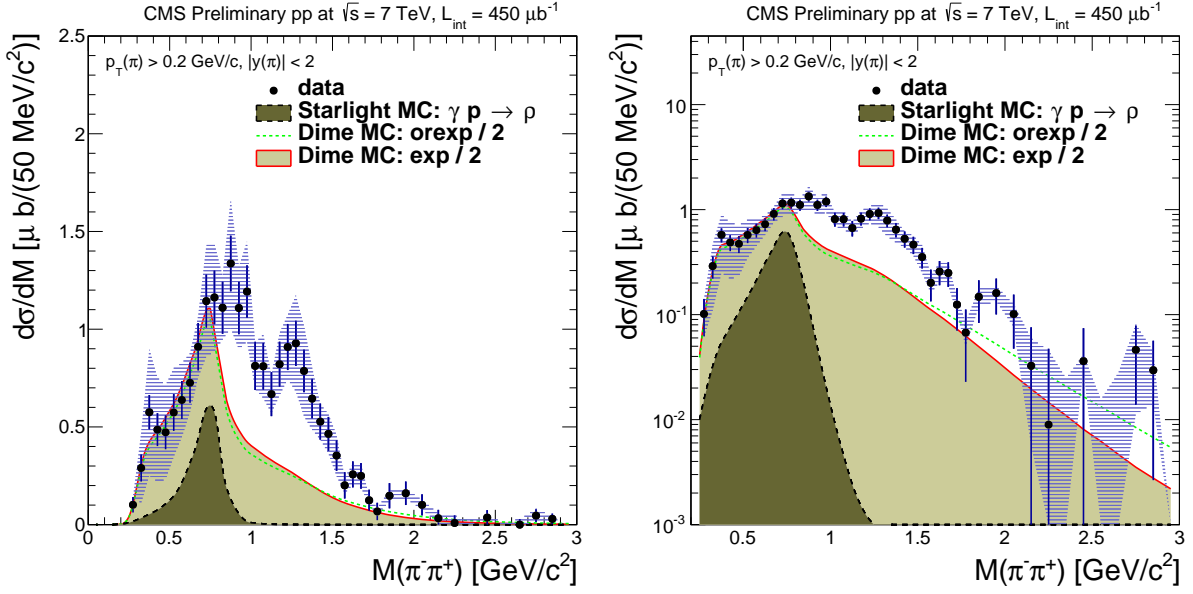 CMS Preliminary pp at √s = 7 TeV, L_int = 450 μb⁻¹
2.5
2
1.5
1
0.5
0
dσ/dM [μ b/(50 MeV/c²)]
p_T(π) > 0.2 GeV/c, |y(π)| < 2
data
Starlight MC: γ p → ρ
Dime MC: orexp / 2
Dime MC: exp / 2
0 0.5 1 1.5 2 2.5 3
M(π⁻π⁺) [GeV/c²]
CMS Preliminary pp at √s = 7 TeV, L_int = 450 μb⁻¹
10
1
10⁻¹
10⁻²
10⁻³
dσ/dM [μ b/(50 MeV/c²)]
p_T(π) > 0.2 GeV/c, |y(π)| < 2
data
Starlight MC: γ p → ρ
Dime MC: orexp / 2
Dime MC: exp / 2
0.5 1 1.5 2 2.5 3
M(π⁻π⁺) [GeV/c²]